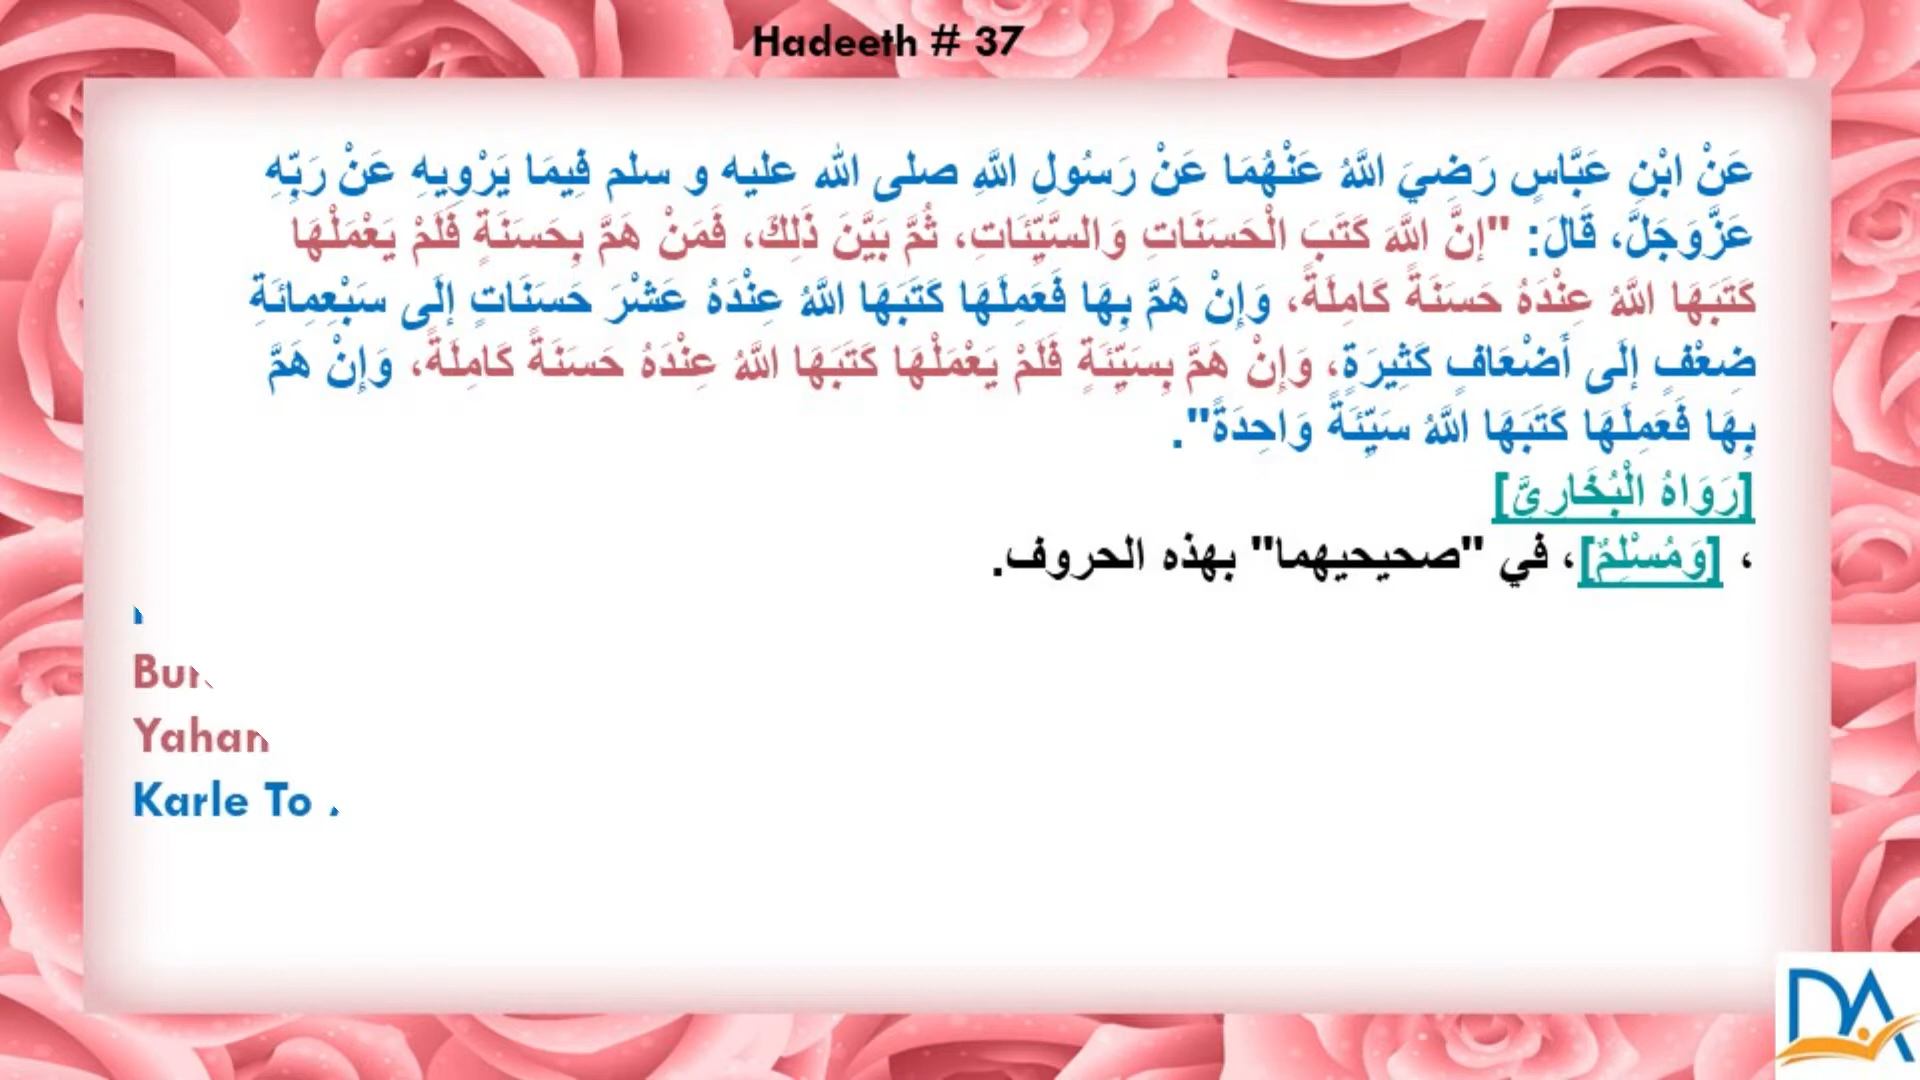 Hadeeth # 37
عَنْ ابْنِ عَبَّاسٍ رَضِيَ اللَّهُ عَنْهُمَا عَنْ رَسُولِ اللَّهِ صلى الله عليه و سلم فِيمَا يَرْوِيهِ عَنْ رَبِّهِ
عَزَّوَجَلَّ، قَالَ: "إنَّ اللَّهَ كَتَبَ الْحَسَنَاتِ وَالسَّيِّئَاتِ، ثُمَّ بَيَّنَ ذَلِكَ، فَمَنْ هَمَّ بِحَسَنَةٍ فَلَمْ يَعْمَلْهَا
كَتَبَهَا اللَّهُ عِنْدَهُ حَسَنَةً كَامِلَةً، وَإِنْ هَمَّ بِهَا فَعَمِلَهَا كَتَبَهَا اللَّهُ عِنْدَهُ عَشْرَ حَسَنَاتٍ إلَى سَبْعِمِائَةِ
ضِعْفٍ إلَى أَضْعَافٍ كَثِيرَةٍ، وَإِنْ هَمَّ بِسَيِّئَةٍ فَلَمْ يَعْمَلْهَا كَتَبَهَا اللَّهُ عِنْدَهُ حَسَنَةً كَامِلَةً، وَإِنْ هَمَّ
بِهَا فَعَمِلَهَا كَتَبَهَا اللَّهُ سَيِّئَةً وَاحِدَةً".
[رَوَاهُ الْبُخَارِيَّ]
، [وَمُسْلِمٌ]، في "صحيحيهما" بهذه الحروف.
Yahan
Karle To
DA